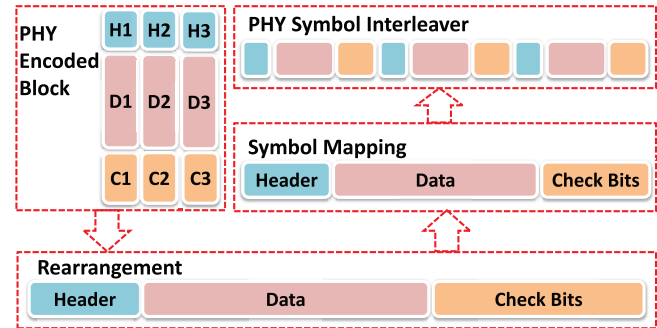 PHY
Encoded
Block
H1 H2 H3
D1 D2 D3
C1 C2 C3
PHY Symbol Interleaver
Symbol Mapping
Header Data Check Bits
Rearrangement
Header Data Check Bits